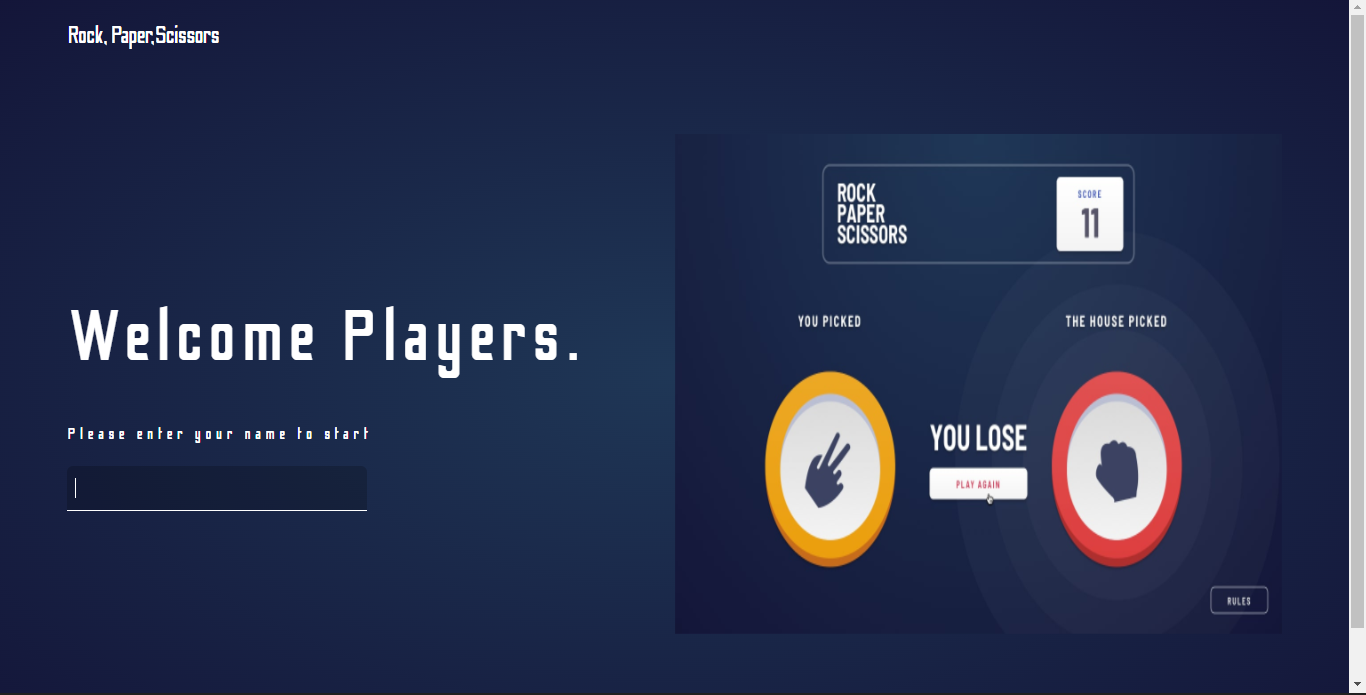 Rock, Paper,Scissors
Welcome Players.
Please enter your name to start
ROCK
PAPER
SCISSORS
SCORE
11
YOU PICKED
THE HOUSE PICKED
YOU LOSE
PLAY AGAIN
RULES